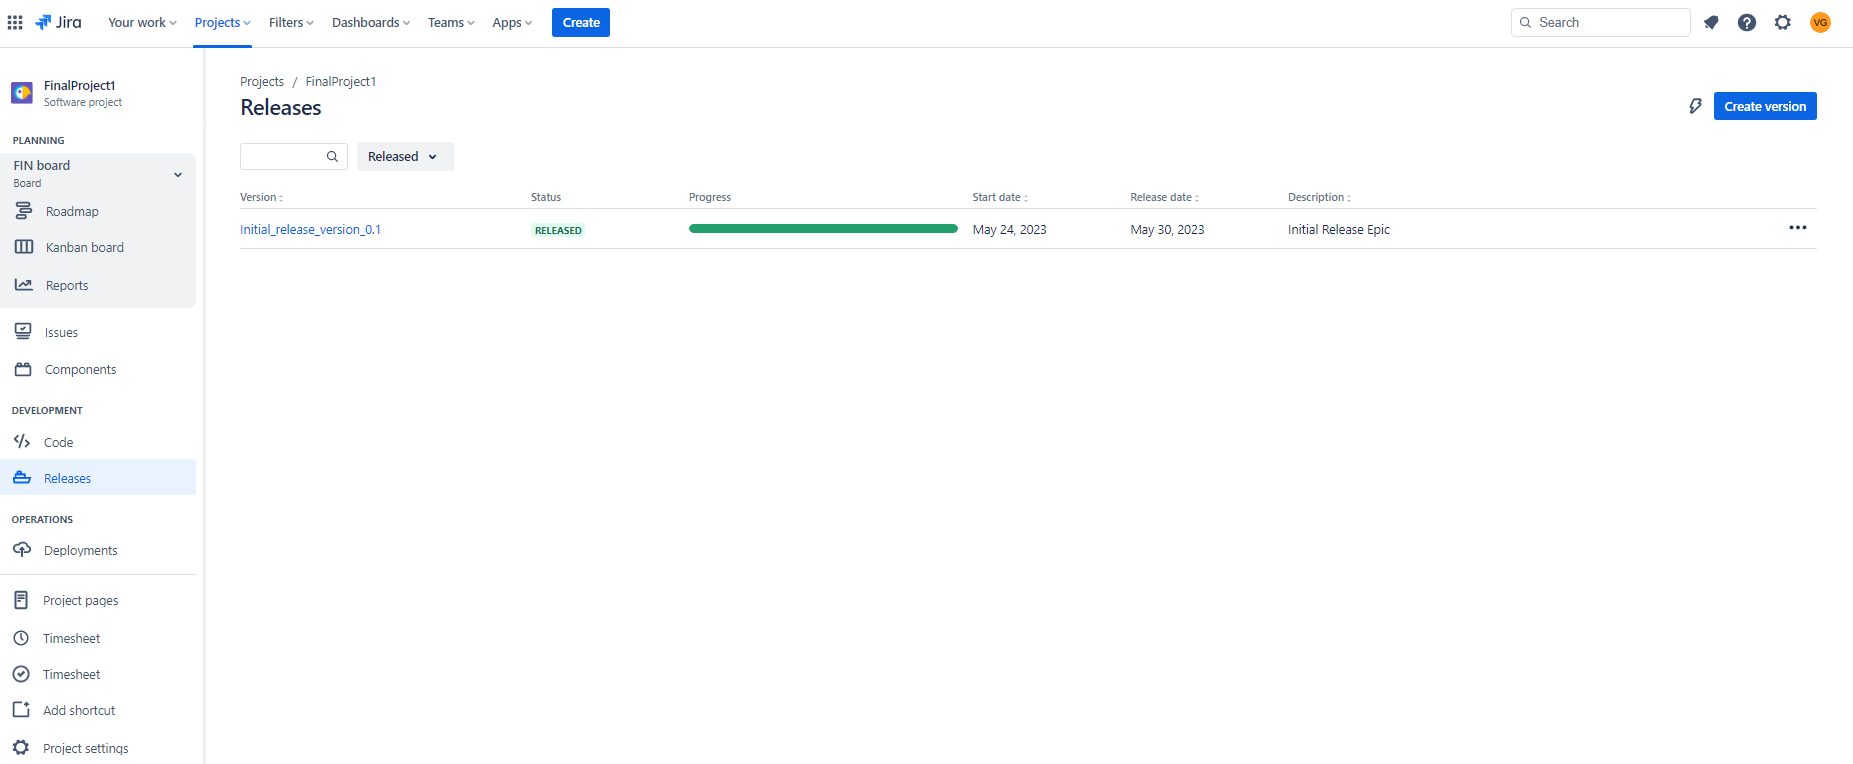 Jira Your work Projects Filters Dashboards Teams Apps Create Search VG
FinalProject1
Software project
PLANNING
FIN board
Board
Roadmap
Kanban board
Reports
Issues
Components
DEVELOPMENT
Code
Releases
OPERATIONS
Deployments
Project pages
Timesheet
Timesheet
Add shortcut
Project settings
Projects / FinalProject1
Releases
Create version
Released
Version Status Progress Start date Release date Description
Initial_release_version_0.1 RELEASED May 24, 2023 May 30, 2023 Initial Release Epic